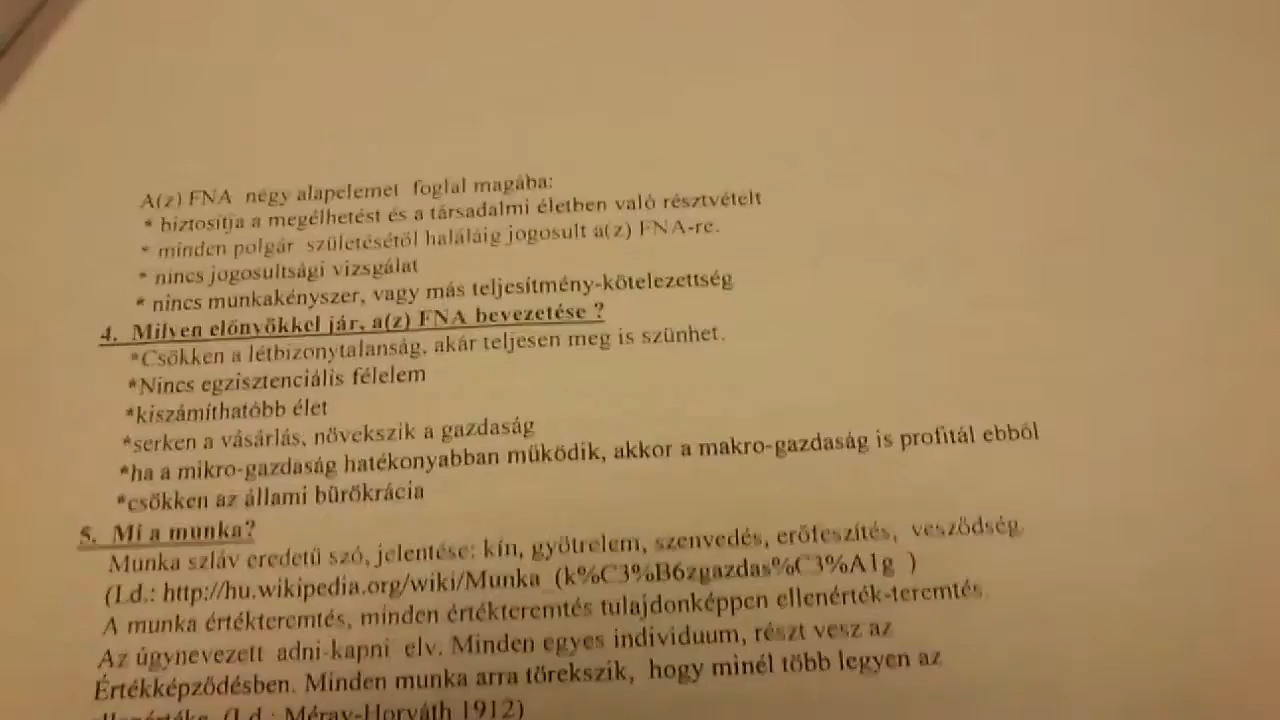 A(z) FNA négy alapelemet foglal magába:
* biztosítja a megélhetést és a társadalmi életben való résztvételt
* minden polgár születésétől haláláig jogosult a(z) FNA-re.
* nincs jogosultsági vizsgálat
* nincs munkakényszer, vagy más teljesítmény-kötelezettség
4. Milyen előnyökkel jár, a(z) FNA bevezetése ?
*Csökken a létbizonytalanság, akár teljesen meg is szünhet.
*Nincs egzisztenciális félelem
*kiszámíthatóbb élet
*serken a vásárlás, növekszik a gazdaság
*ha a mikro-gazdaság hatékonyabban működik, akkor a makro-gazdaság is profitál ebből
*csökken az állami bürökrácia
5. Mi a munka?
Munka szláv eredetű szó, jelentése: kín, gyötrelem, szenvedés, erőfeszítés, vesződség
(Ld.: http://hu.wikipedia.org/wiki/Munka_(k%C3%B6zgazdas%C3%A1g )
A munka értékteremtés, minden értékteremtés tulajdonképpen ellenérték-teremtés
Az úgynevezett adni-kapni elv. Minden egyes individuum, részt vesz az
Értékképződésben. Minden munka arra törekszik, hogy minél több legyen az
ellenértéke (Ld.: Méray-Horváth 1912)